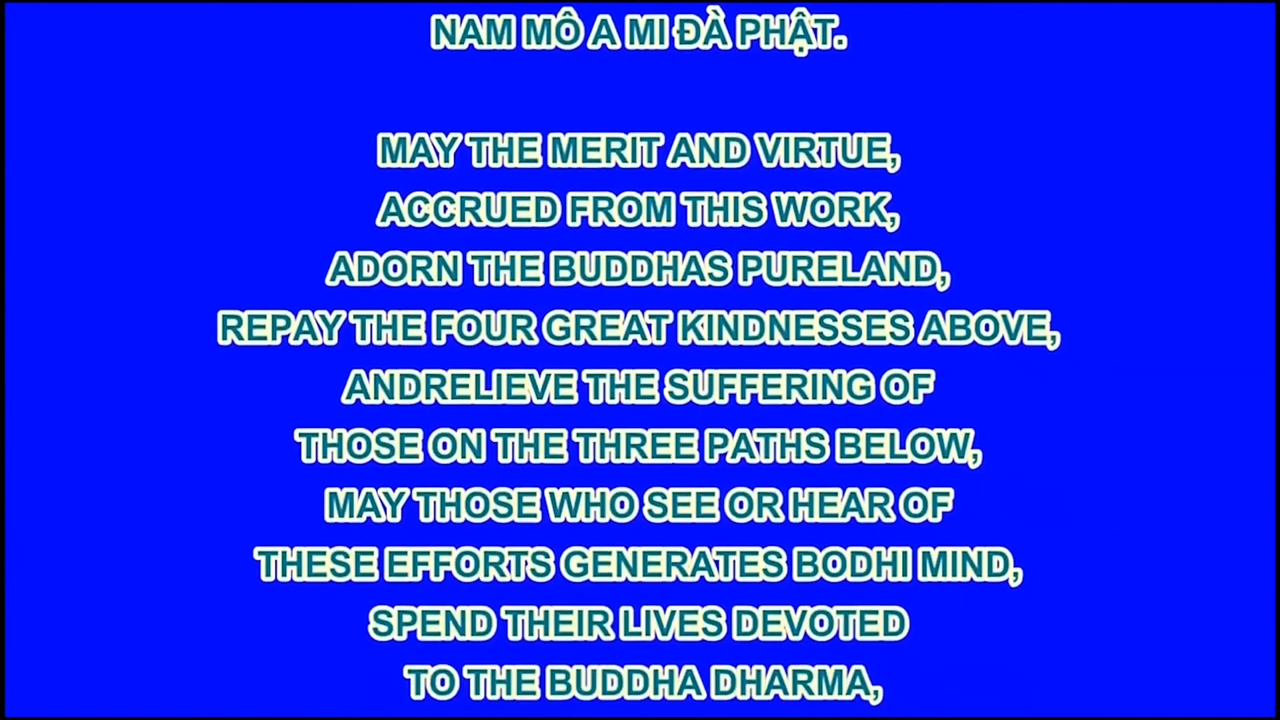 NAM MÔ A MI ĐÀ PHẬT.
MAY THE MERIT AND VIRTUE,
ACCRUED FROM THIS WORK,
ADORN THE BUDDHAS PURELAND,
REPAY THE FOUR GREAT KINDNESSES ABOVE,
ANDRELIEVE THE SUFFERING OF
THOSE ON THE THREE PATHS BELOW,
MAY THOSE WHO SEE OR HEAR OF
THESE EFFORTS GENERATES BODHI MIND,
SPEND THEIR LIVES DEVOTED
TO THE BUDDHA DHARMA,